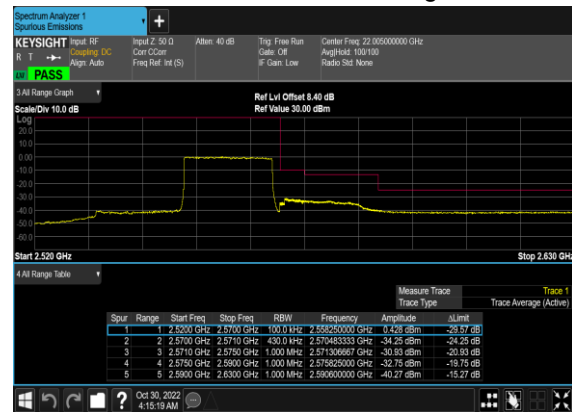 Spectrum Analyzer 1
Spurious Emissions
+
KEYSIGHT Input: RF Input Z: 50 Ω Atten: 40 dB Trig: Free Run Center Freq: 22.005000000 GHz
R T Coupling: DC Corr CCorr Gate: Off Avg|Hold: 100/100
Align: Auto Freq Ref: Int (S) IF Gain: Low Radio Std: None
LV PASS
3 All Range Graph
Ref Lvl Offset 8.40 dB
Scale/Div 10.0 dB Ref Value 30.00 dBm
Log
20.0
10.0
0.00
-10.0
-20.0
-30.0
-40.0
-50.0
-60.0
Start 2.520 GHz Stop 2.630 GHz
4 All Range Table
Measure Trace Trace 1
Trace Type Trace Average (Active)
Spur Range Start Freq Stop Freq RBW Frequency Amplitude ΔLimit
1 1 2.5200 GHz 2.5700 GHz 100.0 kHz 2.558250000 GHz 0.428 dBm -29.57 dB
2 2 2.5700 GHz 2.5710 GHz 430.0 kHz 2.570483333 GHz -34.25 dBm -24.25 dB
3 3 2.5710 GHz 2.5750 GHz 1.000 MHz 2.571306667 GHz -30.93 dBm -20.93 dB
4 4 2.5750 GHz 2.5900 GHz 1.000 MHz 2.575825000 GHz -32.75 dBm -19.75 dB
5 5 2.5900 GHz 2.6300 GHz 1.000 MHz 2.590600000 GHz -40.27 dBm -15.27 dB
? Oct 30, 2022
4:15:19 AM